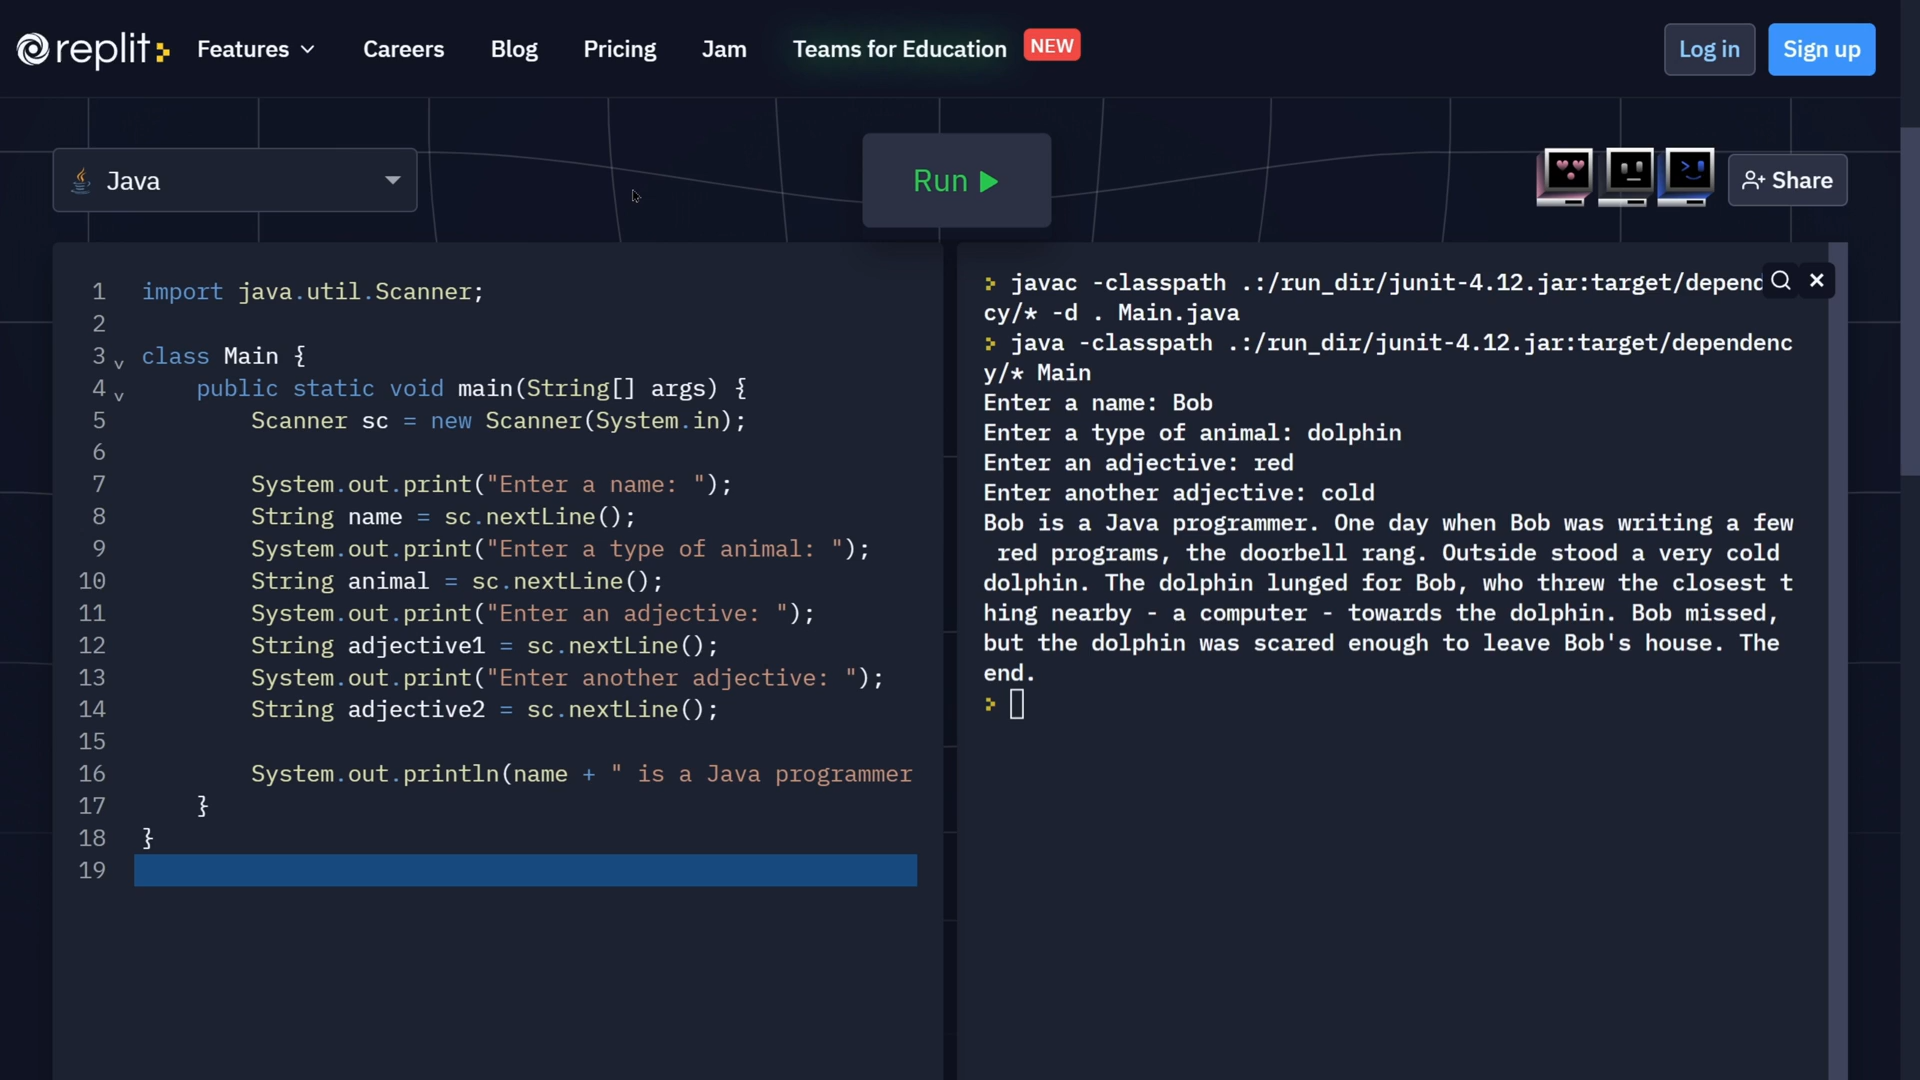 replit
Features Careers Blog Pricing Jam Teams for Education NEW Log in Sign up
Java Run Share
1 import java.util.Scanner;
2
3 class Main {
4 public static void main(String[] args) {
5 Scanner sc = new Scanner(System.in);
6
7 System.out.print("Enter a name: ");
8 String name = sc.nextLine();
9 System.out.print("Enter a type of animal: ");
10 String animal = sc.nextLine();
11 System.out.print("Enter an adjective: ");
12 String adjective1 = sc.nextLine();
13 System.out.print("Enter another adjective: ");
14 String adjective2 = sc.nextLine();
15
16 System.out.println(name + " is a Java programmer
17 }
18 }
19
javac -classpath .:/run_dir/junit-4.12.jar:target/depend
cy/* -d . Main.java
java -classpath .:/run_dir/junit-4.12.jar:target/dependenc
y/* Main
Enter a name: Bob
Enter a type of animal: dolphin
Enter an adjective: red
Enter another adjective: cold
Bob is a Java programmer. One day when Bob was writing a few
red programs, the doorbell rang. Outside stood a very cold
dolphin. The dolphin lunged for Bob, who threw the closest t
hing nearby - a computer - towards the dolphin. Bob missed,
but the dolphin was scared enough to leave Bob's house. The
end.